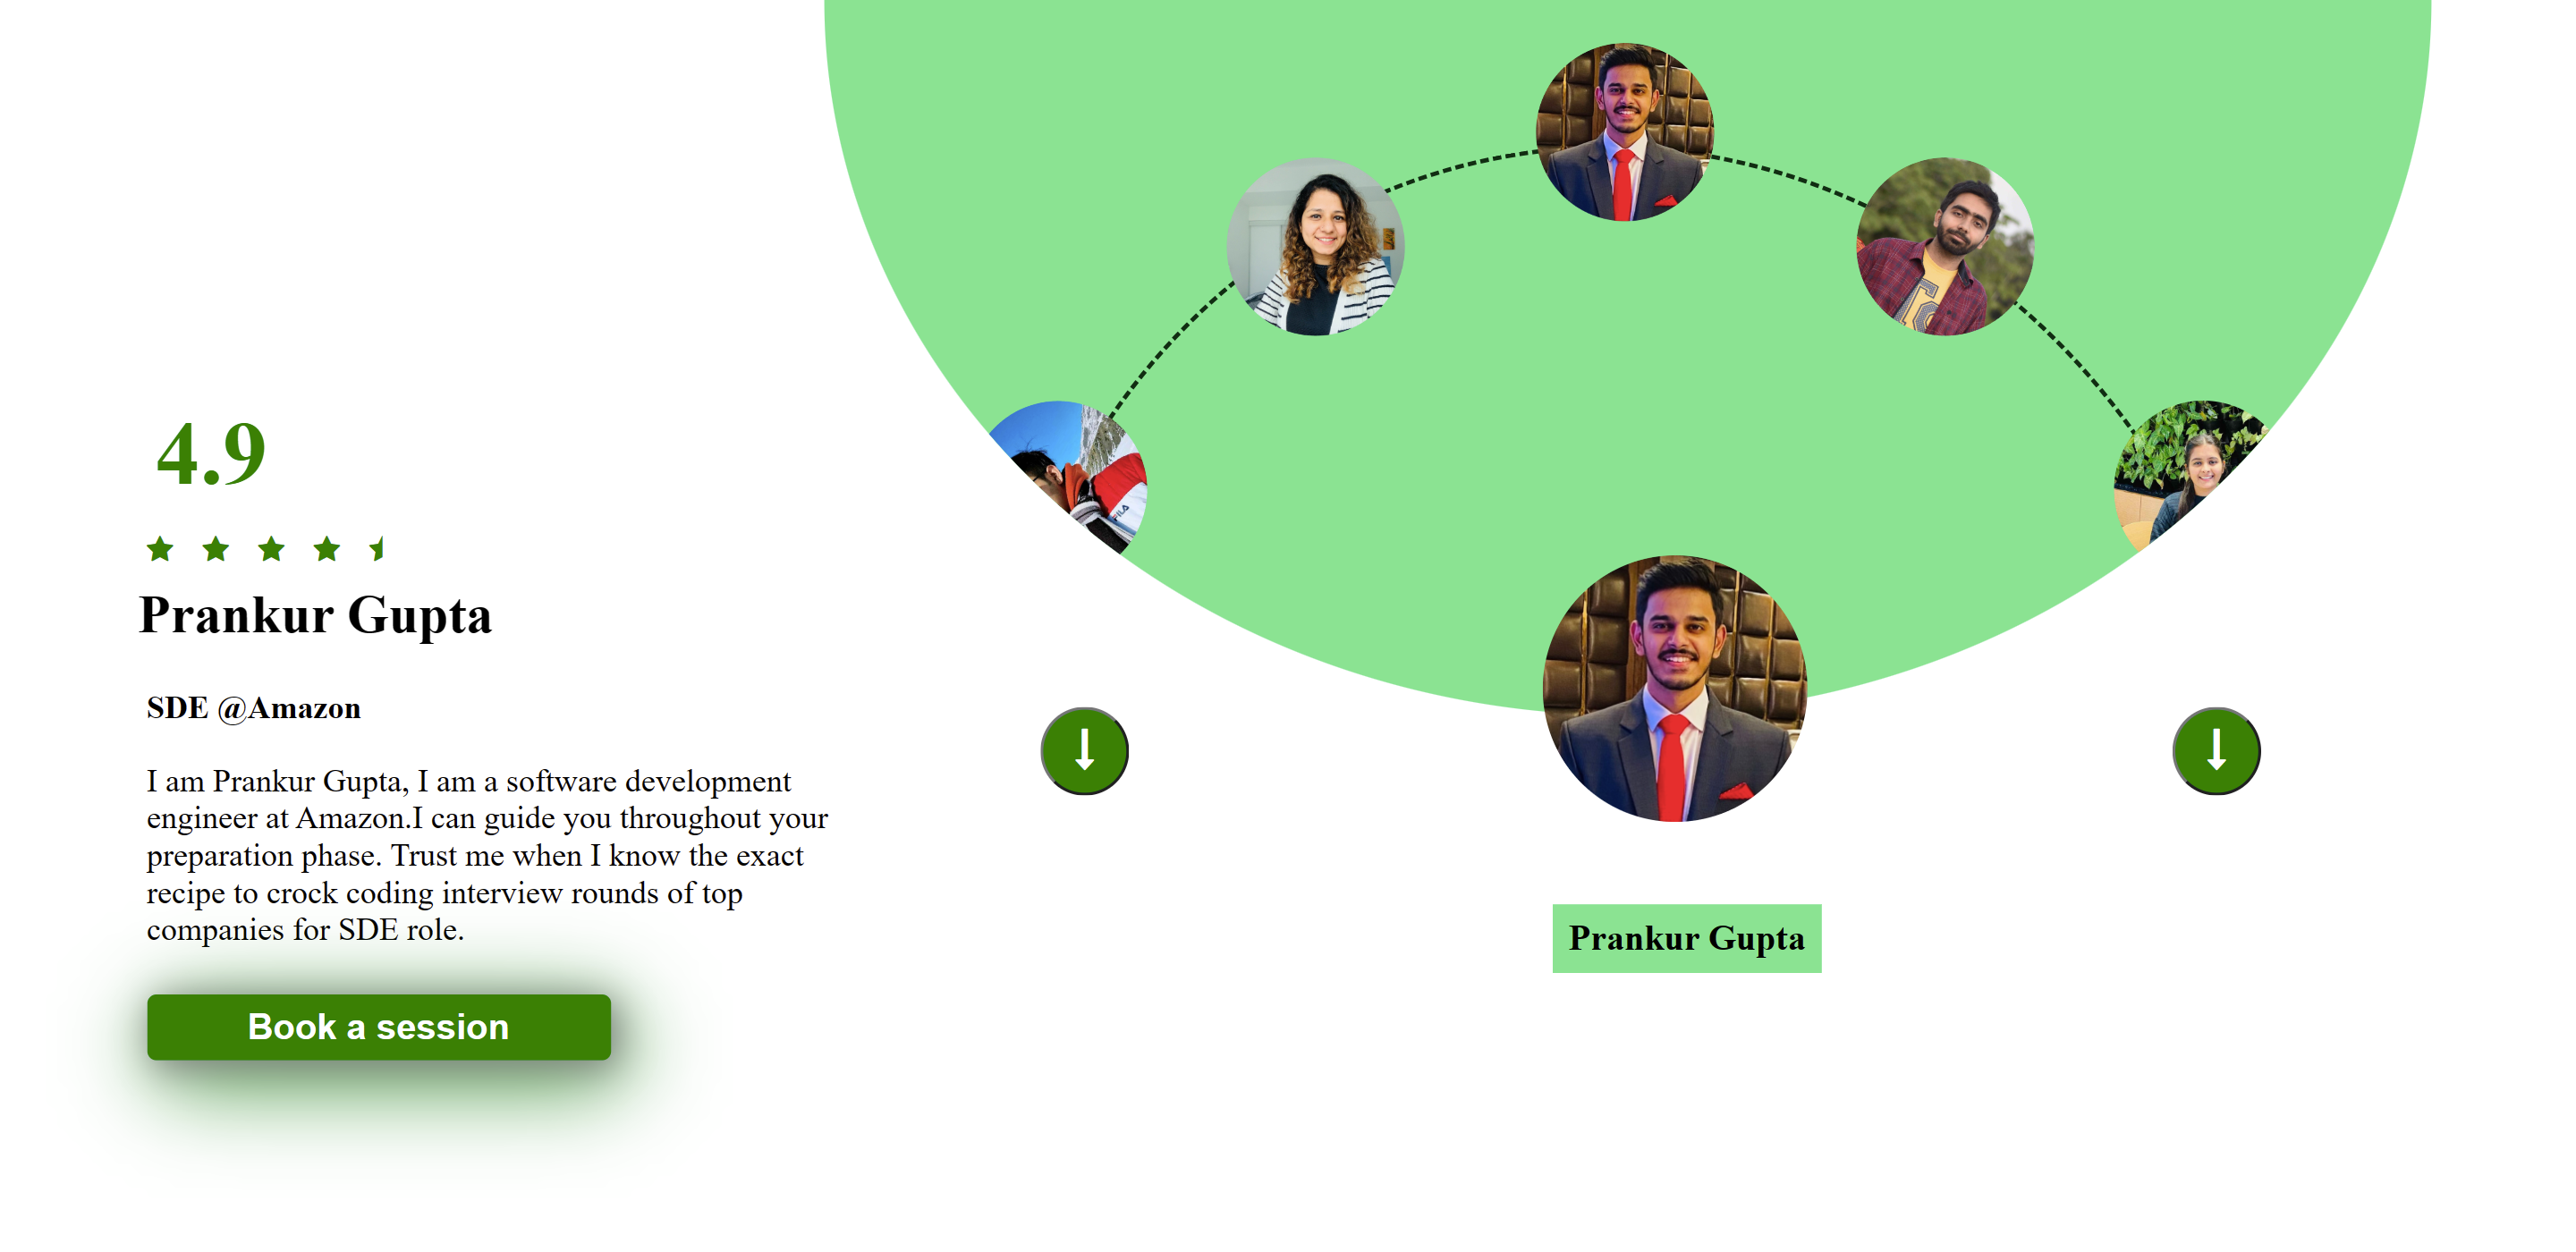 4.9
Prankur Gupta
SDE @Amazon
I am Prankur Gupta, I am a software development
engineer at Amazon.I can guide you throughout your
preparation phase. Trust me when I know the exact
recipe to crock coding interview rounds of top
companies for SDE role.
Book a session
FILA
Prankur Gupta